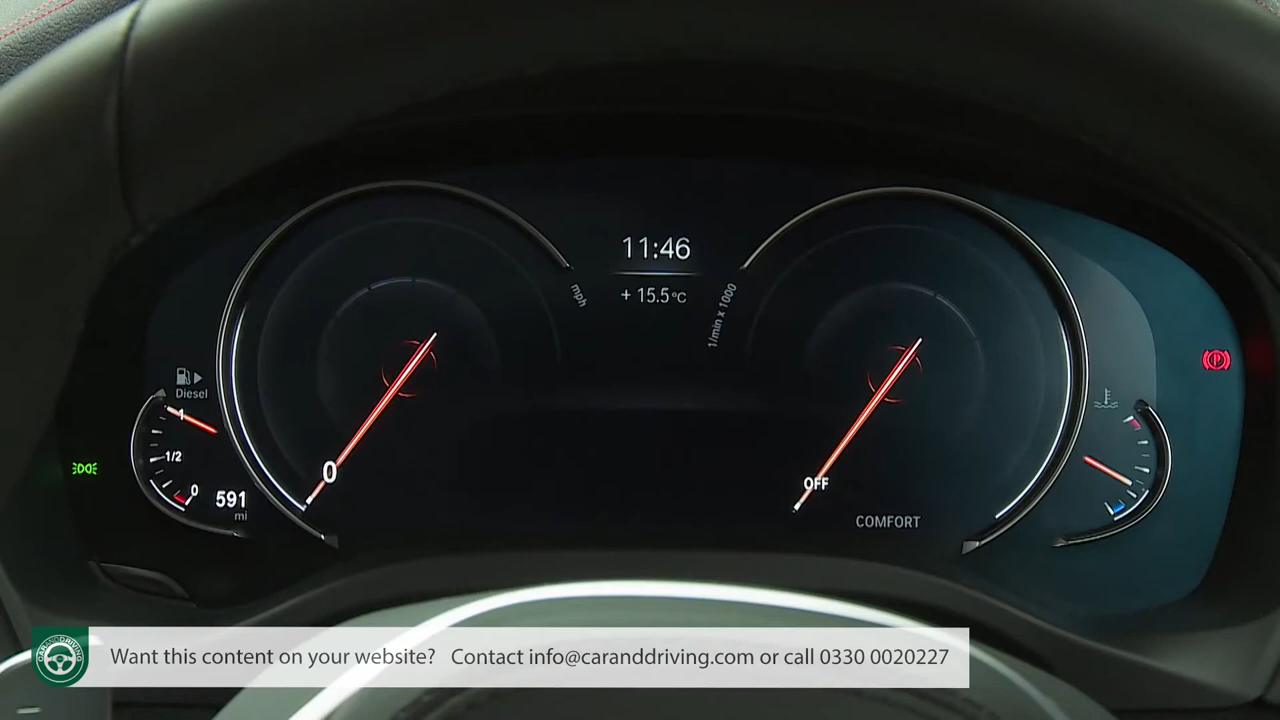 11:46
+ 15.5°C
mph
1/min x 1000
Diesel
1
1/2
0
591
mi
0
OFF
COMFORT
P
CARANDDRIVING
Want this content on your website? Contact info@caranddriving.com or call 0330 0020227